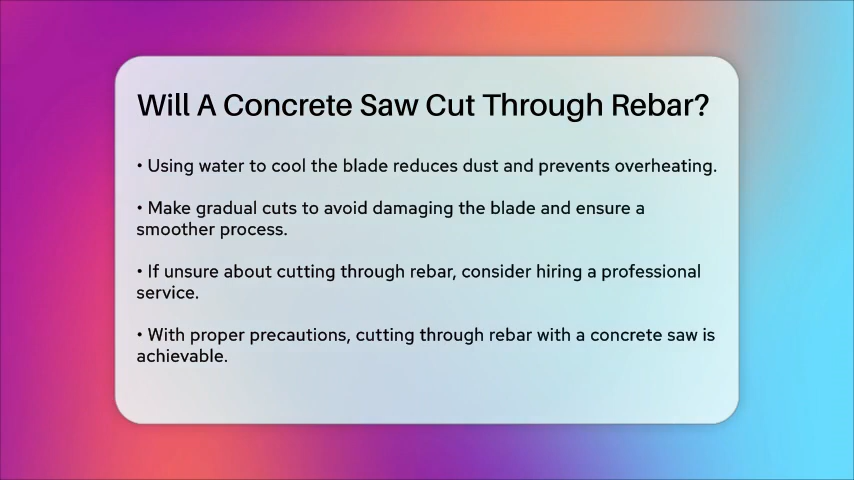 Will A Concrete Saw Cut Through Rebar?
• Using water to cool the blade reduces dust and prevents overheating.
• Make gradual cuts to avoid damaging the blade and ensure a
smoother process.
• If unsure about cutting through rebar, consider hiring a professional
service.
• With proper precautions, cutting through rebar with a concrete saw is
achievable.